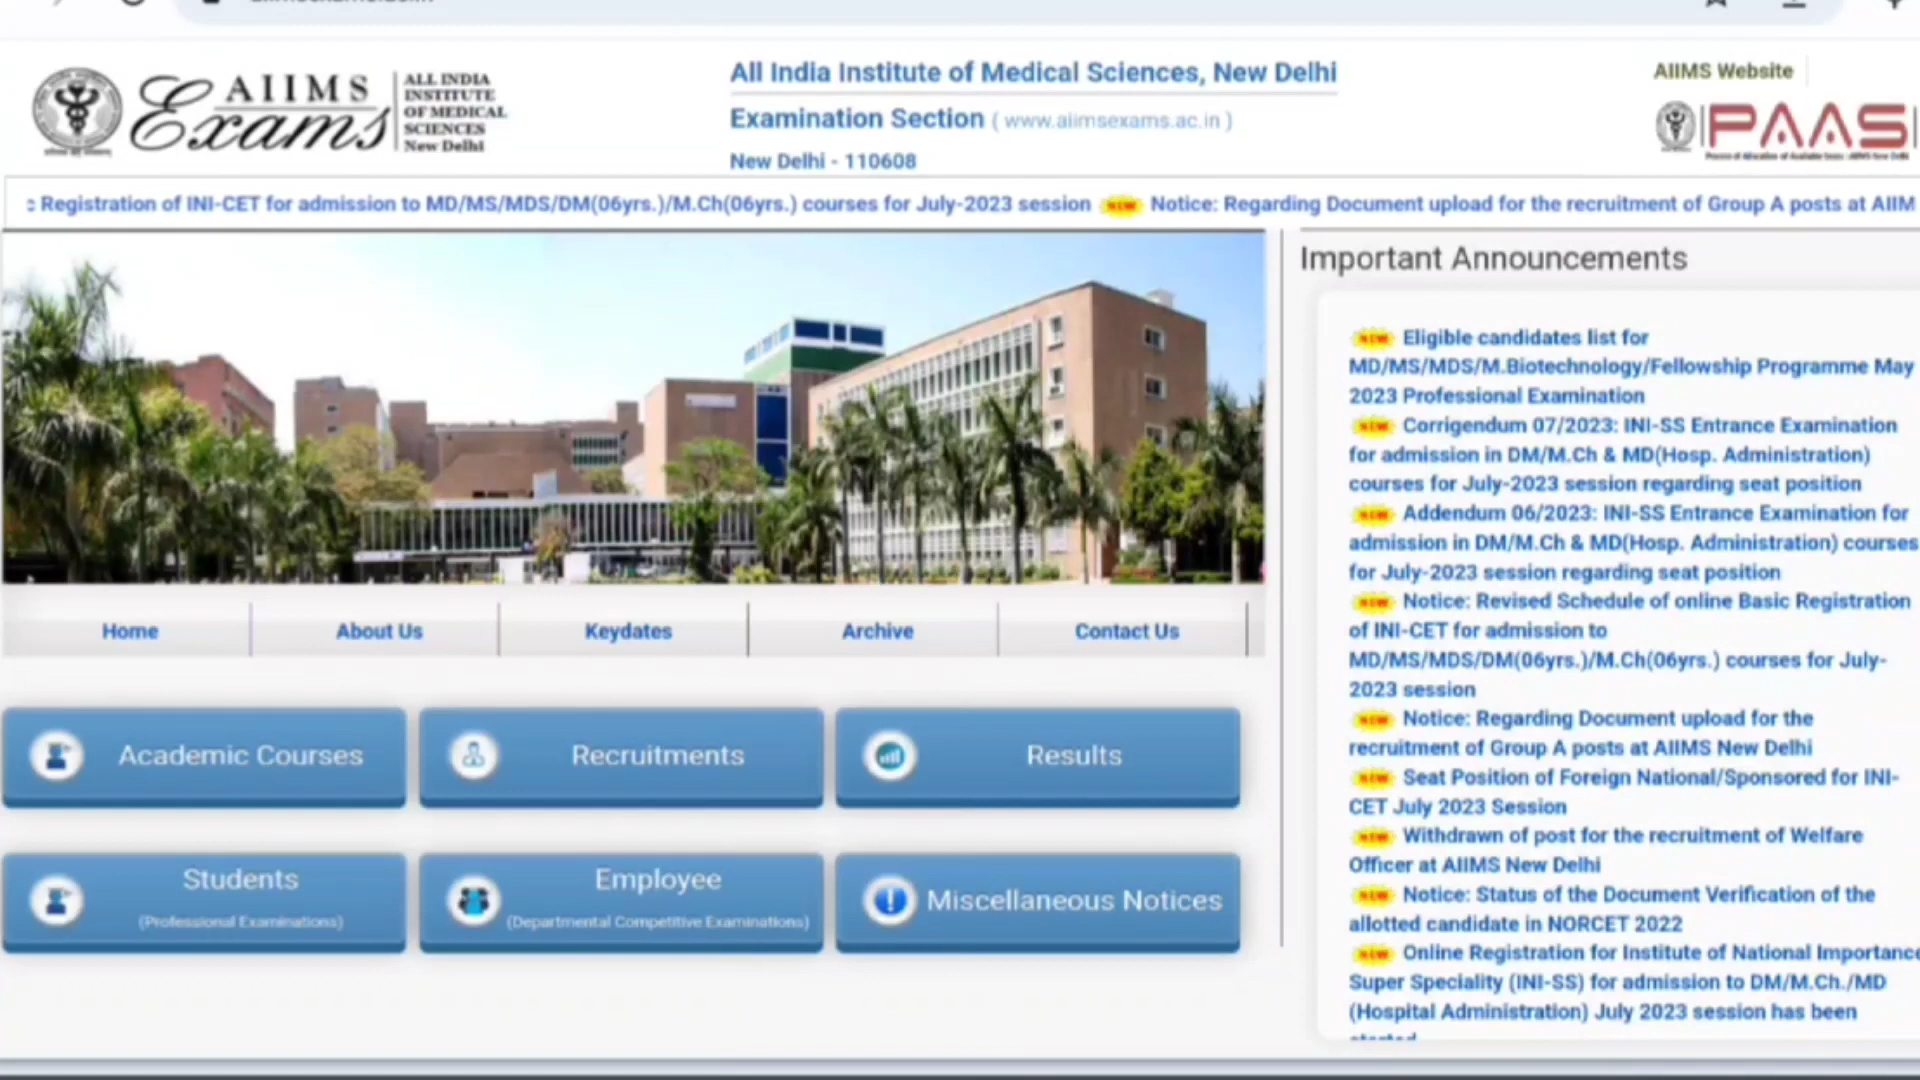 AIIMS
Exams
ALL INDIA
INSTITUTE
OF MEDICAL
SCIENCES
New Delhi
All India Institute of Medical Sciences, New Delhi
Examination Section ( www.aiimsexams.ac.in )
New Delhi - 110608
AIIMS Website
PAAS
Registration of INI-CET for admission to MD/MS/MDS/DM(06yrs.)/M.Ch(06yrs.) courses for July-2023 session NEW Notice: Regarding Document upload for the recruitment of Group A posts at AIIM
Important Announcements
NEW Eligible candidates list for
MD/MS/MDS/M.Biotechnology/Fellowship Programme May
2023 Professional Examination
NEW Corrigendum 07/2023: INI-SS Entrance Examination
for admission in DM/M.Ch & MD(Hosp. Administration)
courses for July-2023 session regarding seat position
NEW Addendum 06/2023: INI-SS Entrance Examination for
admission in DM/M.Ch & MD(Hosp. Administration) courses
for July-2023 session regarding seat position
NEW Notice: Revised Schedule of online Basic Registration
of INI-CET for admission to
MD/MS/MDS/DM(06yrs.)/M.Ch(06yrs.) courses for July-
2023 session
NEW Notice: Regarding Document upload for the
recruitment of Group A posts at AIIMS New Delhi
NEW Seat Position of Foreign National/Sponsored for INI-
CET July 2023 Session
NEW Withdrawn of post for the recruitment of Welfare
Officer at AIIMS New Delhi
NEW Notice: Status of the Document Verification of the
allotted candidate in NORCET 2022
NEW Online Registration for Institute of National Importance
Super Speciality (INI-SS) for admission to DM/M.Ch./MD
(Hospital Administration) July 2023 session has been
Home
About Us
Keydates
Archive
Contact Us
Academic Courses
Recruitments
Results
Students
(Professional Examinations)
Employee
(Departmental Competitive Examinations)
Miscellaneous Notices